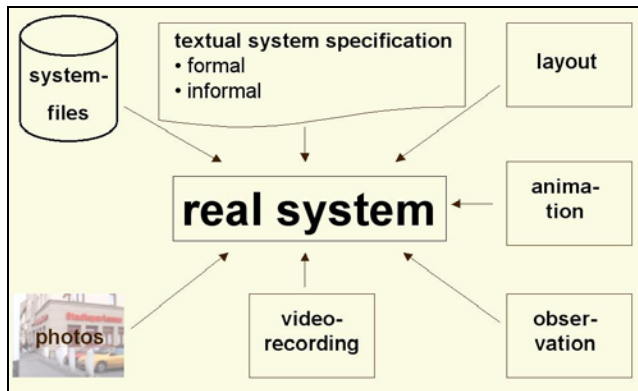 system-
files
textual system specification
• formal
• informal
layout
real system
anima-
tion
photos
video-
recording
obser-
vation